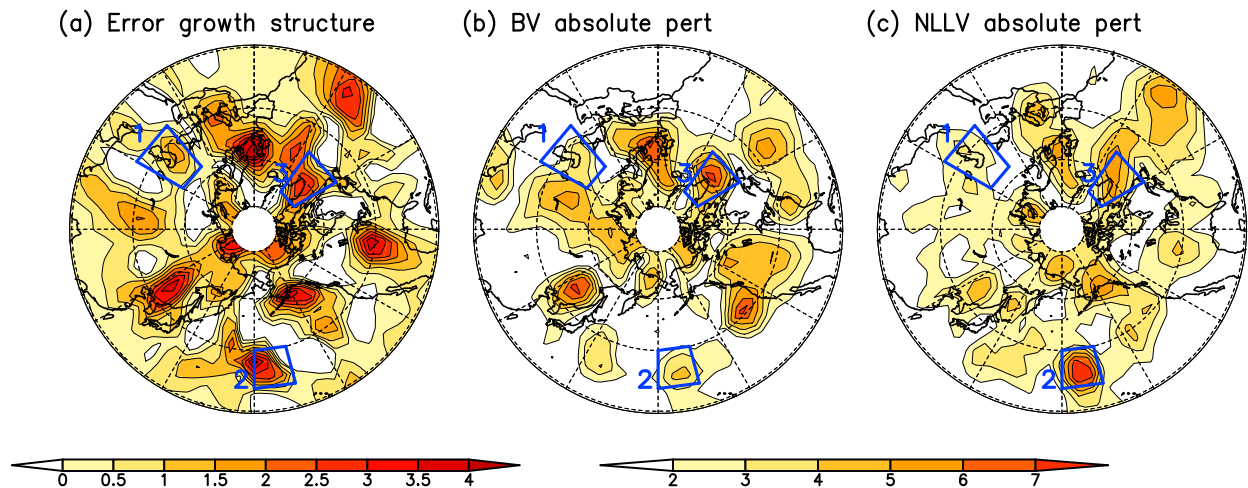 (a) Error growth structure
(b) BV absolute pert
(c) NLLV absolute pert
1
3
2
1
3
2
1
3
2
0 0.5 1 1.5 2 2.5 3 3.5 4
2 3 4 5 6 7